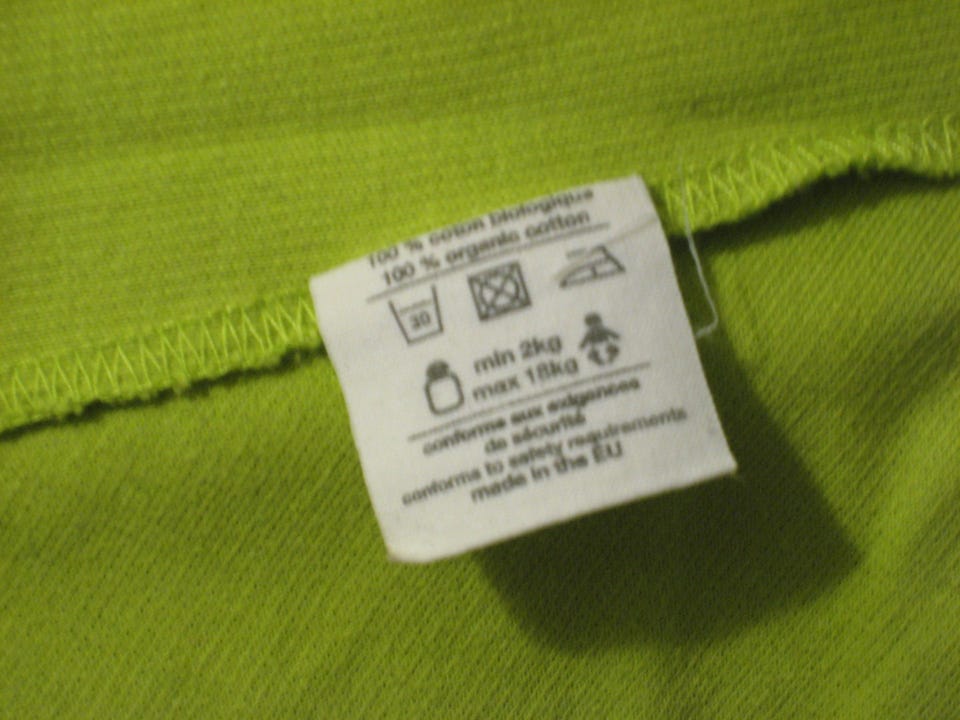 100 % coton biologique
100 % organic cotton
30
min 2kg
max 18kg
conforme aux exigences
de sécurité
conforms to safety requirements
made in the EU